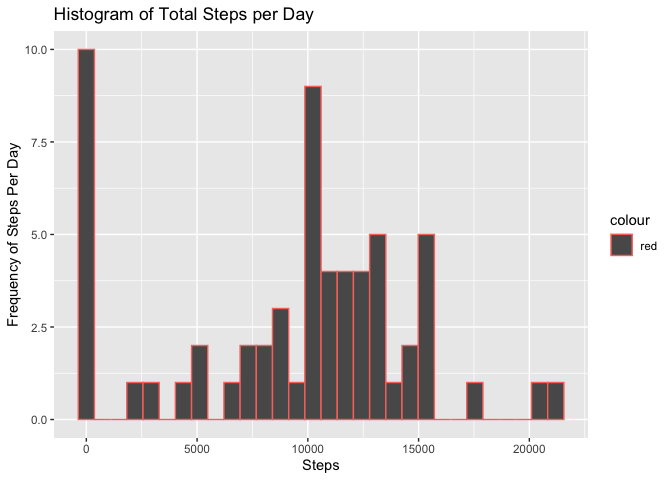 Histogram of Total Steps per Day
10.0
7.5
5.0
2.5
0.0
Frequency of Steps Per Day
0 5000 10000 15000 20000
Steps
colour
red